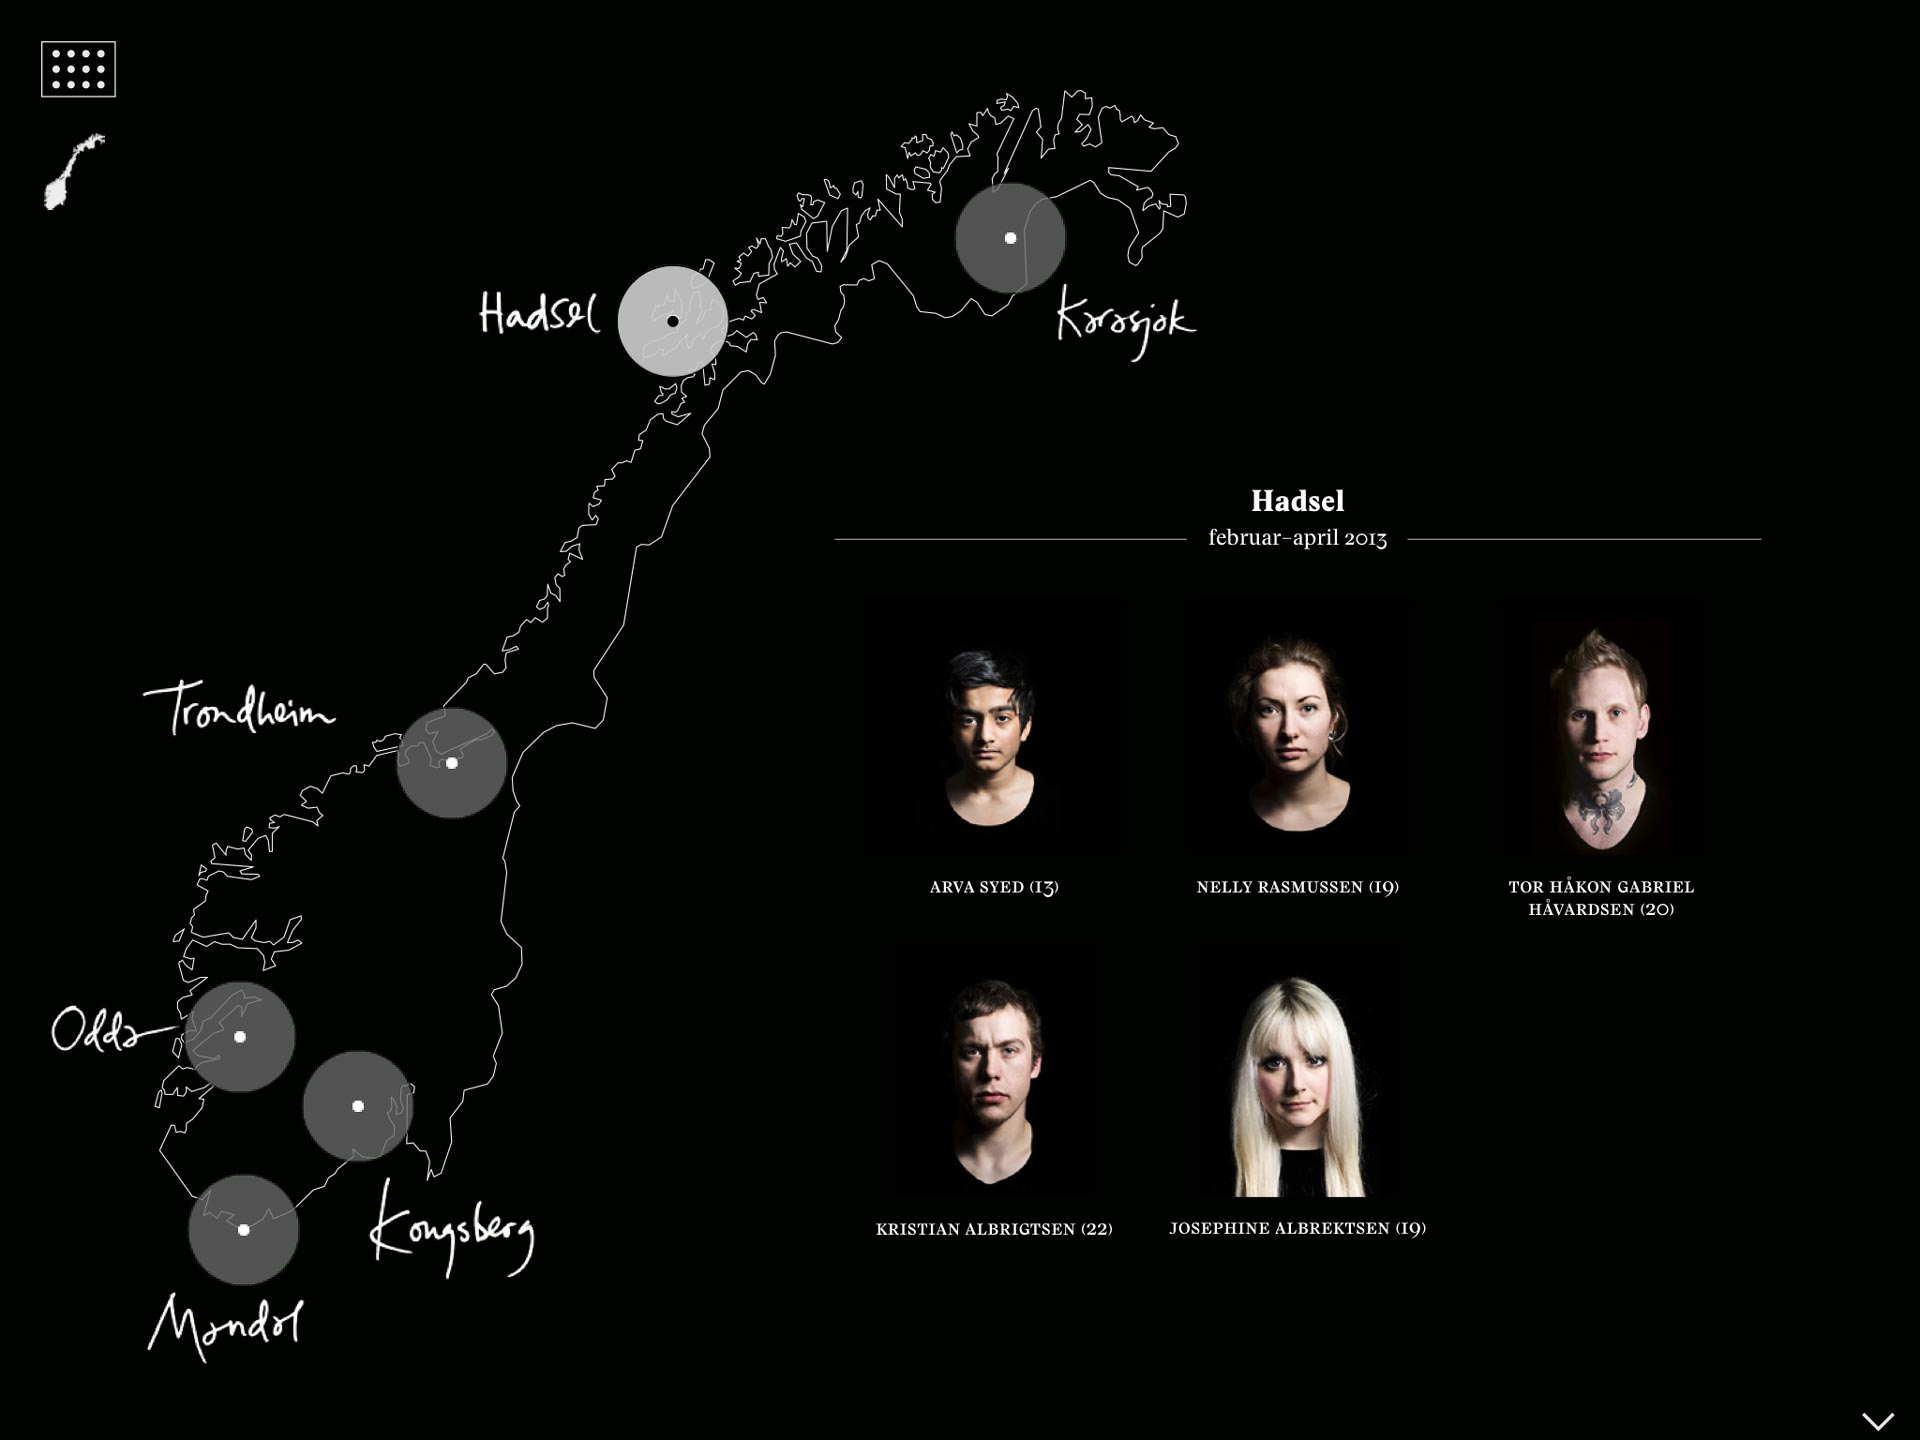 Hadsel
Karasjok
Trondheim
Odda
Kongsberg
Mandal
Hadsel
februar–april 2013
ARVA SYED (13)
NELLY RASMUSSEN (19)
TOR HÅKON GABRIEL
HÅVARDSEN (20)
KRISTIAN ALBRIGTSEN (22)
JOSEPHINE ALBREKTSEN (19)